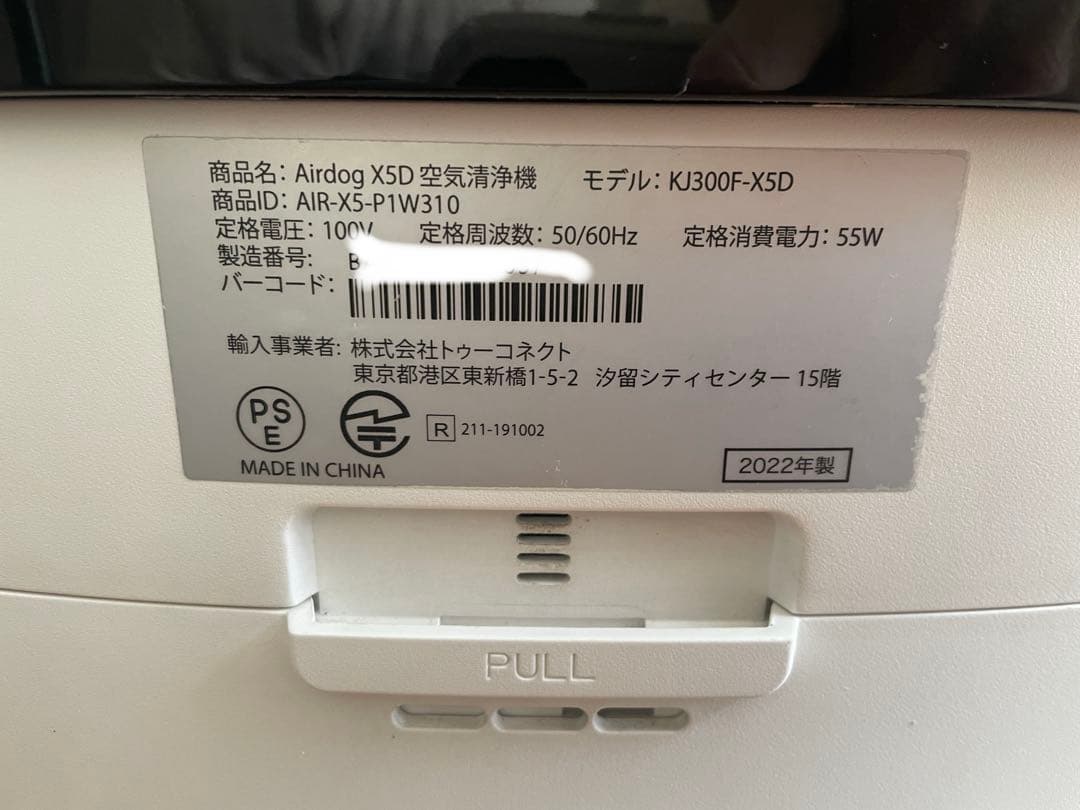 商品名: Airdog X5D 空気清浄機 モデル: KJ300F-X5D
商品ID: AIR-X5-P1W310
定格電圧: 100V 定格周波数: 50/60Hz 定格消費電力: 55W
製造番号:
バーコード:
輸入事業者: 株式会社トゥーコネクト
東京都港区東新橋1-5-2 汐留シティセンター 15階
PS
E
R 211-191002
MADE IN CHINA
2022年製
PULL